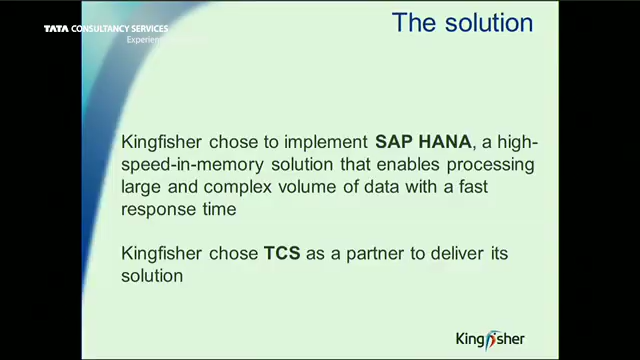 TATA CONSULTANCY SERVICES
The solution
Kingfisher chose to implement SAP HANA, a high-
speed-in-memory solution that enables processing
large and complex volume of data with a fast
response time
Kingfisher chose TCS as a partner to deliver its
solution
Kingfisher